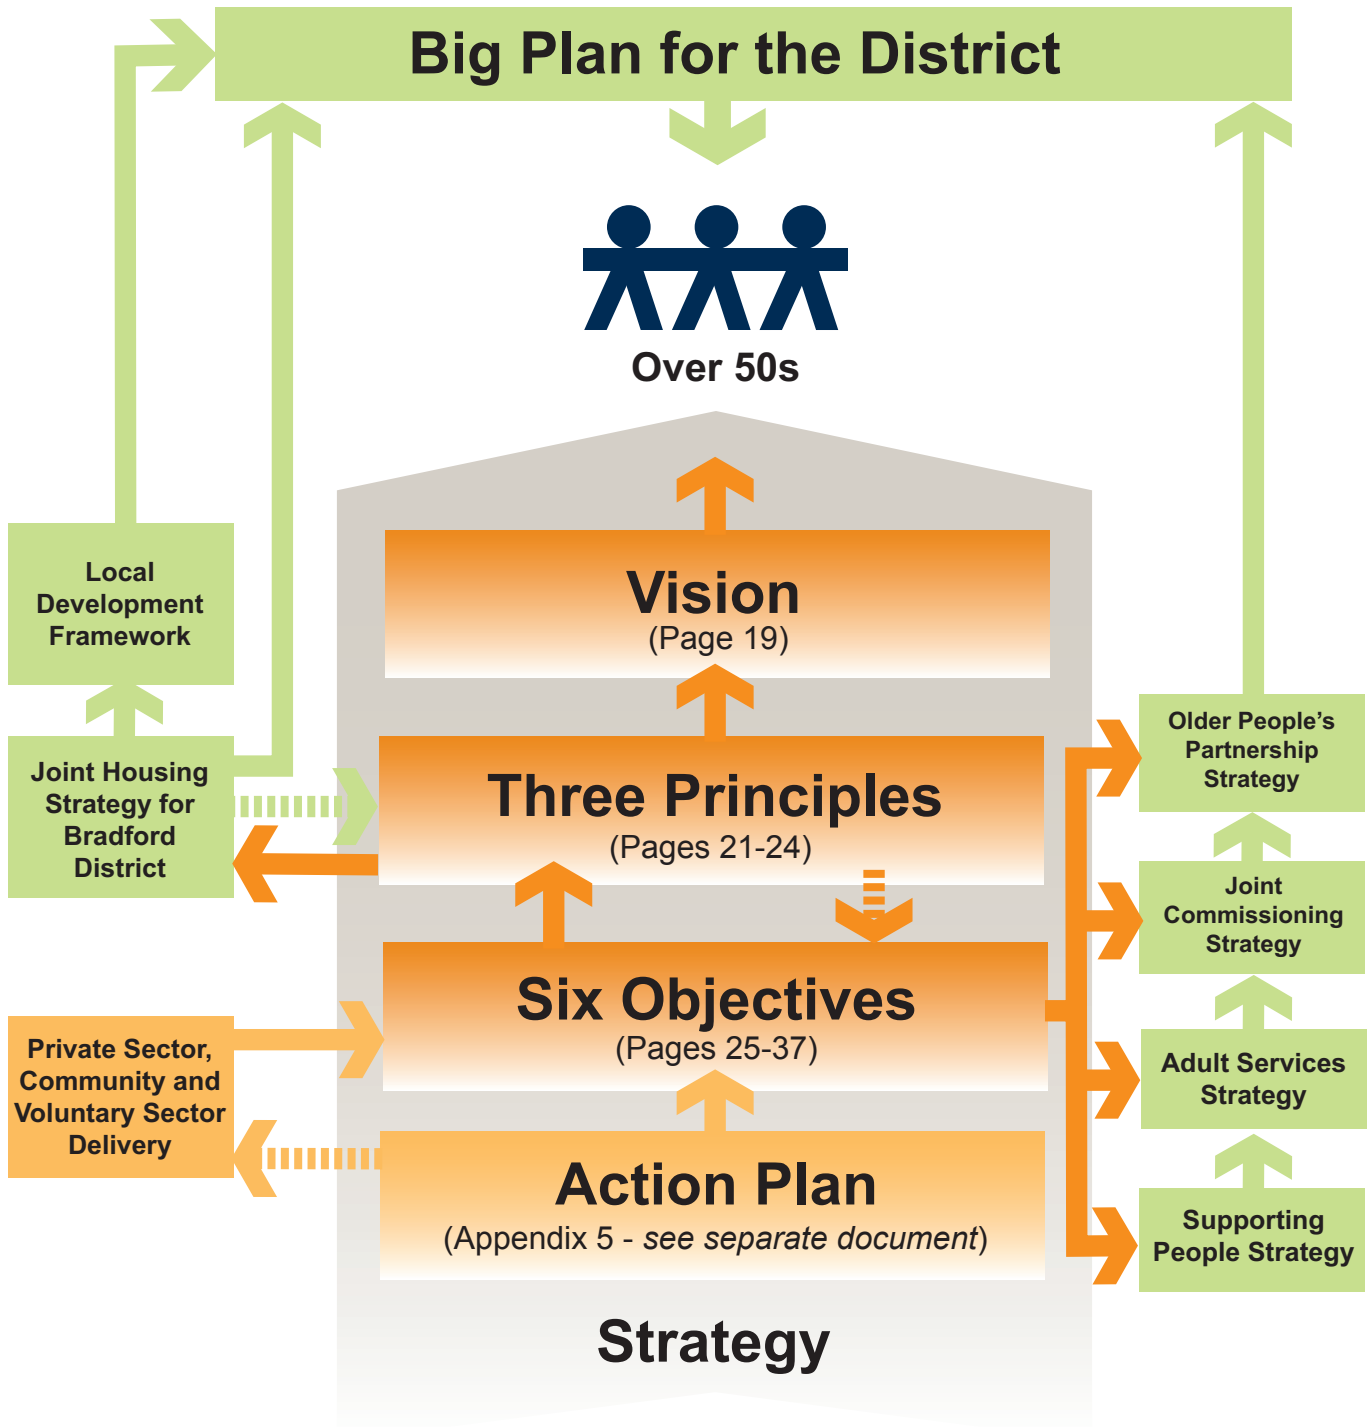 Big Plan for the District
Over 50s
Vision
(Page 19)
Local
Development
Framework
Three Principles
(Pages 21-24)
Joint Housing
Strategy for
Bradford
District
Older People’s
Partnership
Strategy
Joint
Commissioning
Strategy
Six Objectives
(Pages 25-37)
Private Sector,
Community and
Voluntary Sector
Delivery
Adult Services
Strategy
Action Plan
(Appendix 5 - see separate document)
Supporting
People Strategy
Strategy